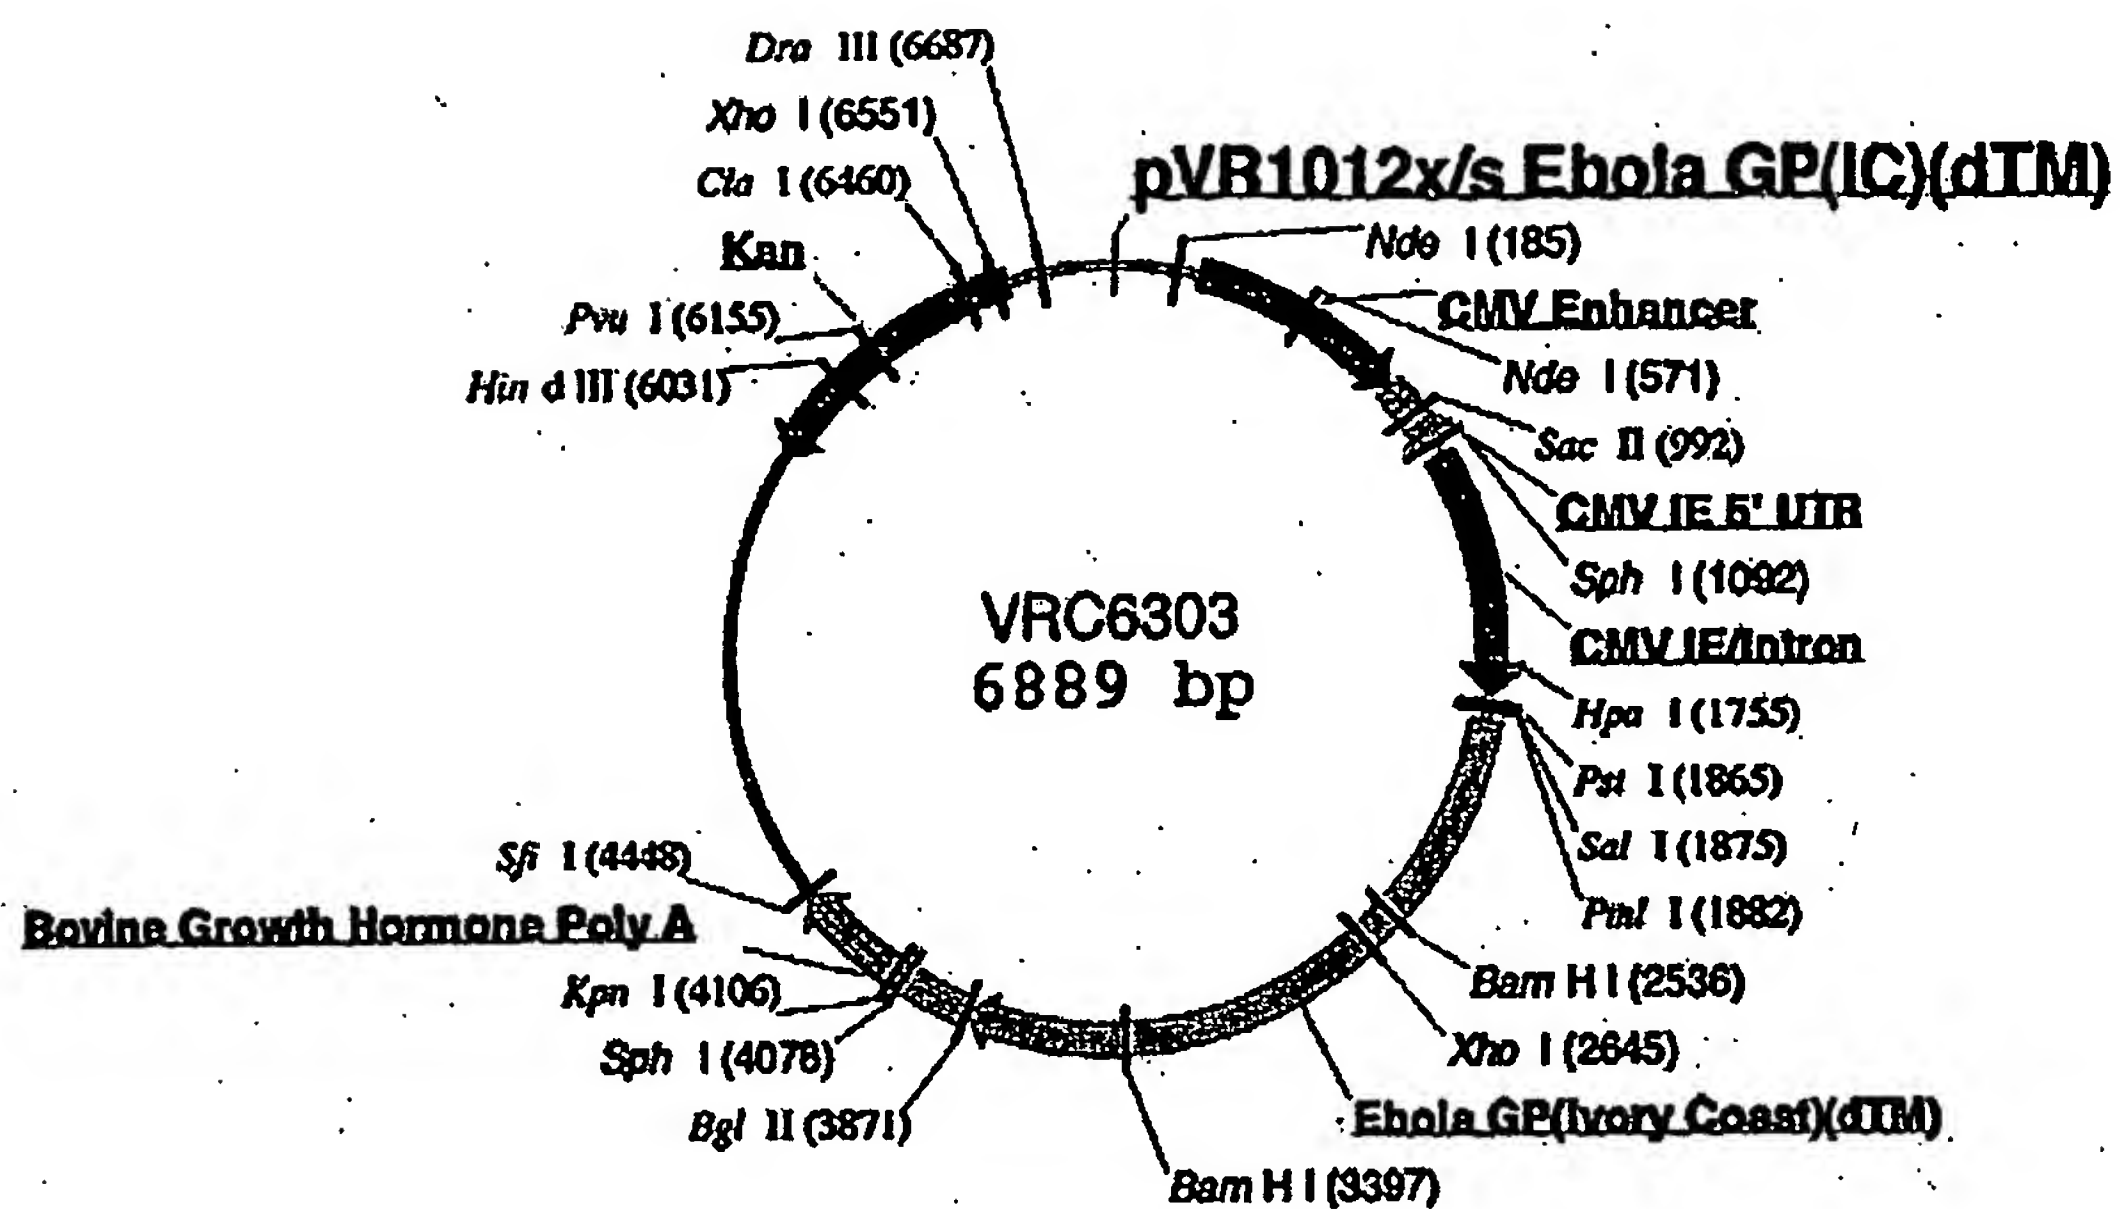 Dra III (6687)
Xho I (6551)
Cla I (6460)
Kan
Pvu I (6155)
Hin d III (6031)
pVR1012x/s Ebola GP(IC)(dTM)
Nde I (185)
CMV Enhancer
Nde I (571)
Sac II (992)
CMV IE 5' UTR
Sph I (1092)
CMV IE/Intron
Hpa I (1755)
Pst I (1865)
Sal I (1875)
Pml I (1882)
Bam H I (2536)
Xho I (2645)
Ebola GP(Ivory Coast)(dTM)
Bam H I (3397)
Bgl II (3871)
Sph I (4078)
Kpn I (4106)
Bovine Growth Hormone Poly A
Sfi I (4448)
VRC6303
6889 bp